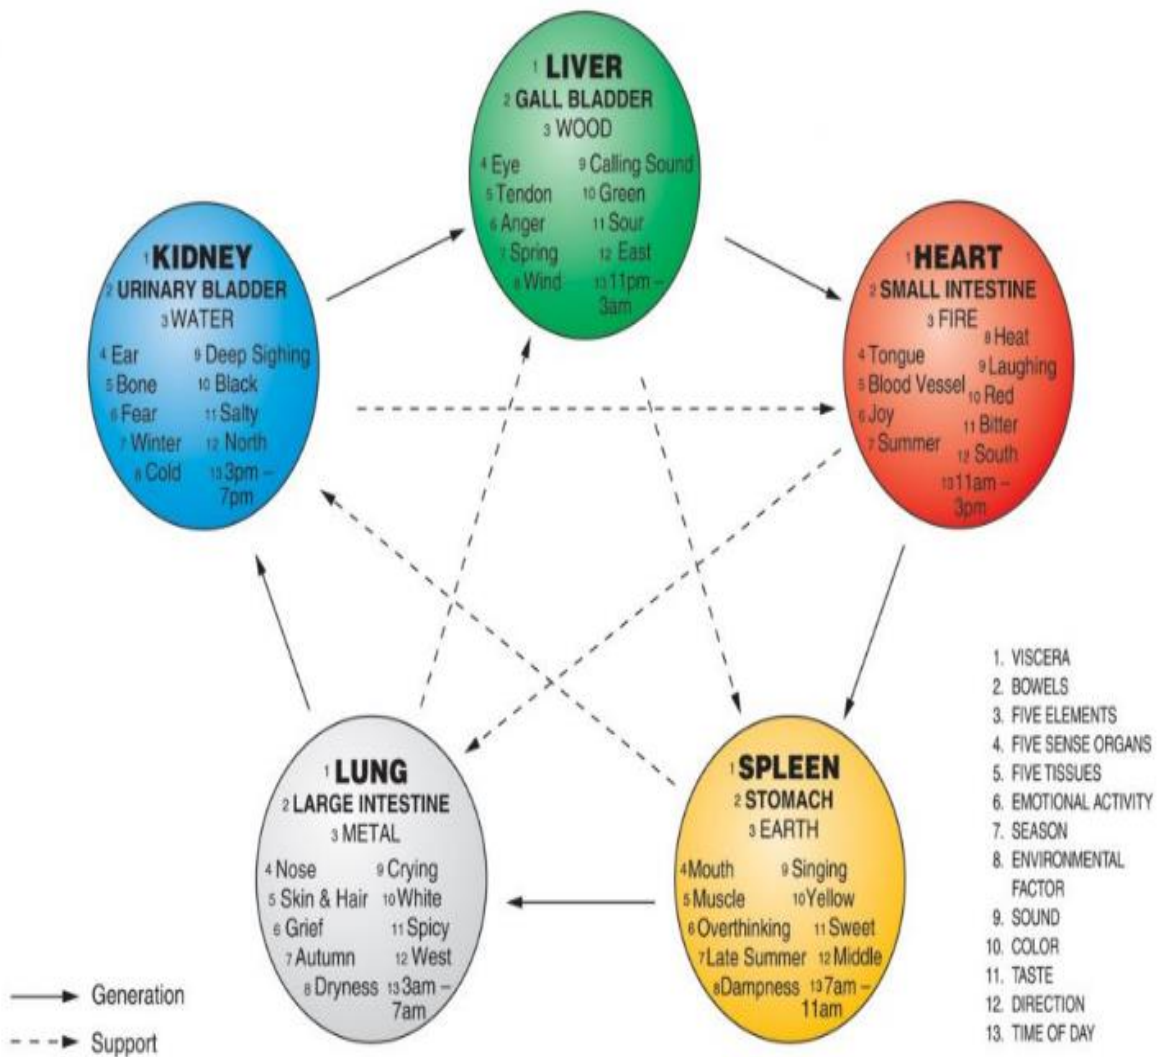 1 LIVER
2 GALL BLADDER
3 WOOD
4 Eye
5 Tendon
6 Anger
7 Spring
8 Wind
9 Calling Sound
10 Green
11 Sour
12 East
13 11pm –
3am
1 KIDNEY
2 URINARY BLADDER
3 WATER
4 Ear
5 Bone
6 Fear
7 Winter
8 Cold
9 Deep Sighing
10 Black
11 Salty
12 North
13 3pm –
7pm
1 HEART
2 SMALL INTESTINE
3 FIRE
4 Tongue
5 Blood Vessel
6 Joy
7 Summer
8 Heat
9 Laughing
10 Red
11 Bitter
12 South
13 11am –
3pm
1 LUNG
2 LARGE INTESTINE
3 METAL
4 Nose
5 Skin & Hair
6 Grief
7 Autumn
8 Dryness
9 Crying
10 White
11 Spicy
12 West
13 3am –
7am
1 SPLEEN
2 STOMACH
3 EARTH
4 Mouth
5 Muscle
6 Overthinking
7 Late Summer
8 Dampness
9 Singing
10 Yellow
11 Sweet
12 Middle
13 7am –
11am
1. VISCERA
2. BOWELS
3. FIVE ELEMENTS
4. FIVE SENSE ORGANS
5. FIVE TISSUES
6. EMOTIONAL ACTIVITY
7. SEASON
8. ENVIRONMENTAL
FACTOR
9. SOUND
10. COLOR
11. TASTE
12. DIRECTION
13. TIME OF DAY
Generation
Support